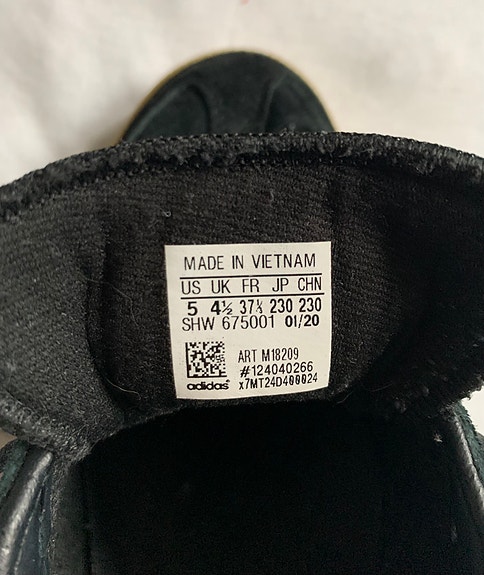 MADE IN VIETNAM
US UK FR JP CHN
5 4½ 37⅓ 230 230
SHW 675001 01/20
ART M18209
#124040266
x7MT24D400024
adidas